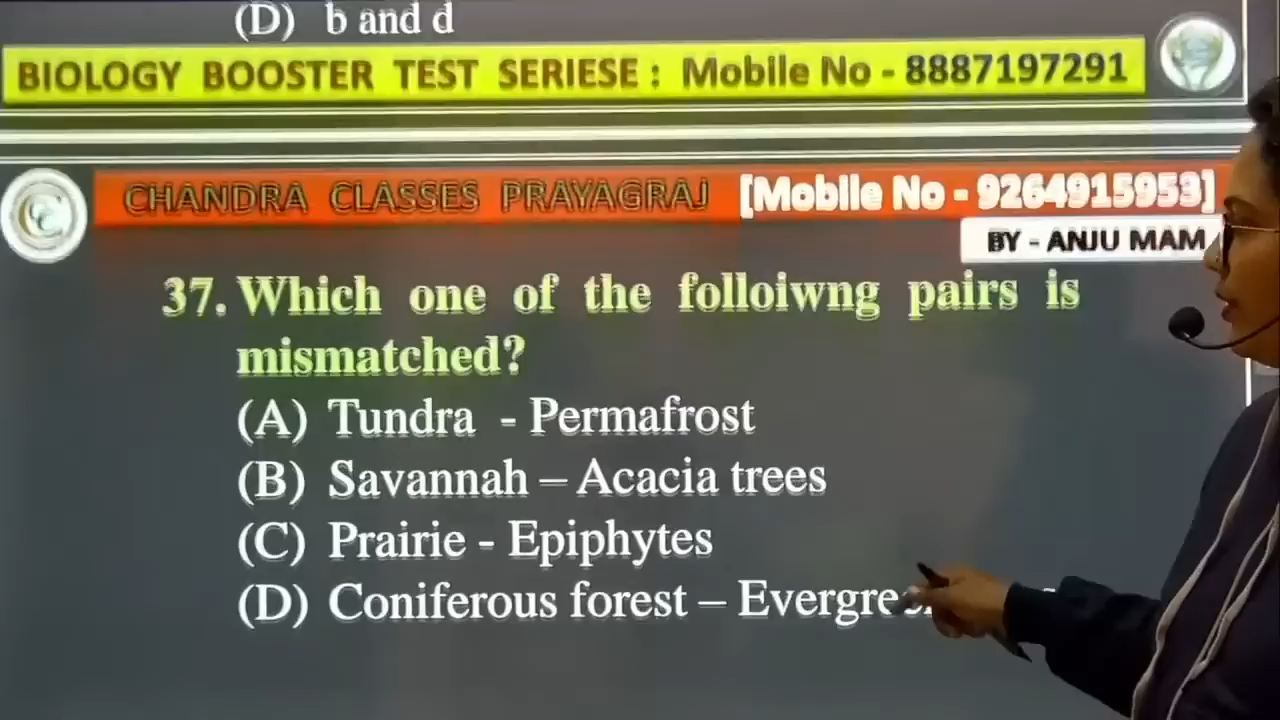 (D) b and d
BIOLOGY BOOSTER TEST SERIESE : Mobile No - 8887197291
CHANDRA CLASSES PRAYAGRAJ [Mobile No - 9264915953]
BY - ANJU MAM
37. Which one of the folloiwng pairs is
mismatched?
(A) Tundra - Permafrost
(B) Savannah – Acacia trees
(C) Prairie - Epiphytes
(D) Coniferous forest –